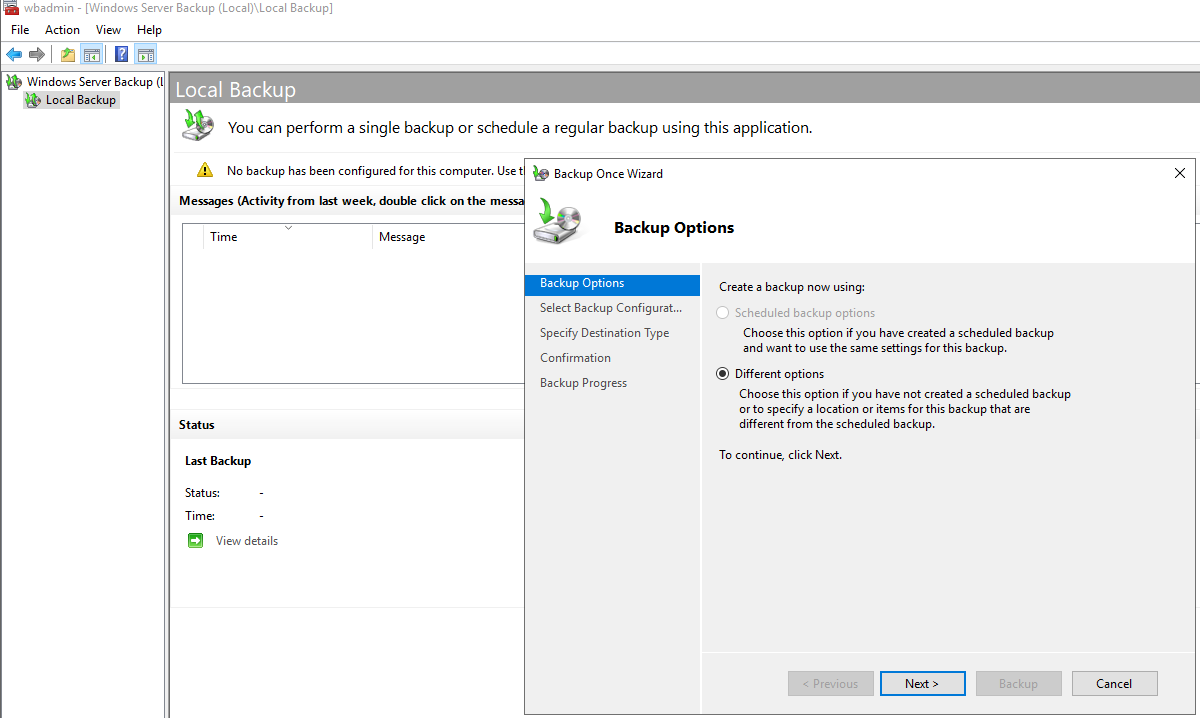 wbadmin - [Windows Server Backup (Local)\Local Backup]
File Action View Help
Windows Server Backup (L
Local Backup
Local Backup
You can perform a single backup or schedule a regular backup using this application.
No backup has been configured for this computer. Use t
Messages (Activity from last week, double click on the messa
Time Message
Status
Last Backup
Status: -
Time: -
View details
Backup Once Wizard
Backup Options
Backup Options
Select Backup Configurat...
Specify Destination Type
Confirmation
Backup Progress
Create a backup now using:
Scheduled backup options
Choose this option if you have created a scheduled backup
and want to use the same settings for this backup.
Different options
Choose this option if you have not created a scheduled backup
or to specify a location or items for this backup that are
different from the scheduled backup.
To continue, click Next.
< Previous Next > Backup Cancel